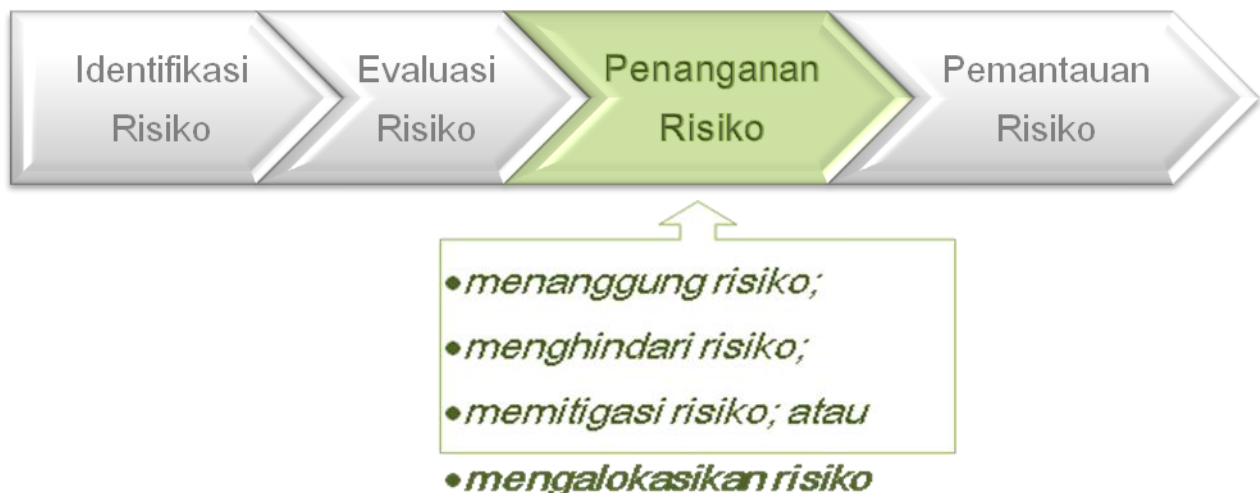 Identifikasi
Risiko
Evaluasi
Risiko
Penanganan
Risiko
Pemantauan
Risiko
•menanggung risiko;
•menghindari risiko;
•memitigasi risiko; atau
•mengalokasikan risiko